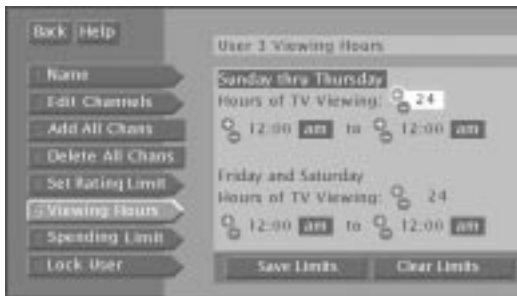 Back Help
User 3 Viewing Hours
Name
Edit Channels
Add All Chans
Delete All Chans
Set Rating Limit
Viewing Hours
Spending Limit
Lock User
Sunday thru Thursday
Hours of TV Viewing: 24
12:00 am to 12:00 am
Friday and Saturday
Hours of TV Viewing: 24
12:00 am to 12:00 am
Save Limits Clear Limits